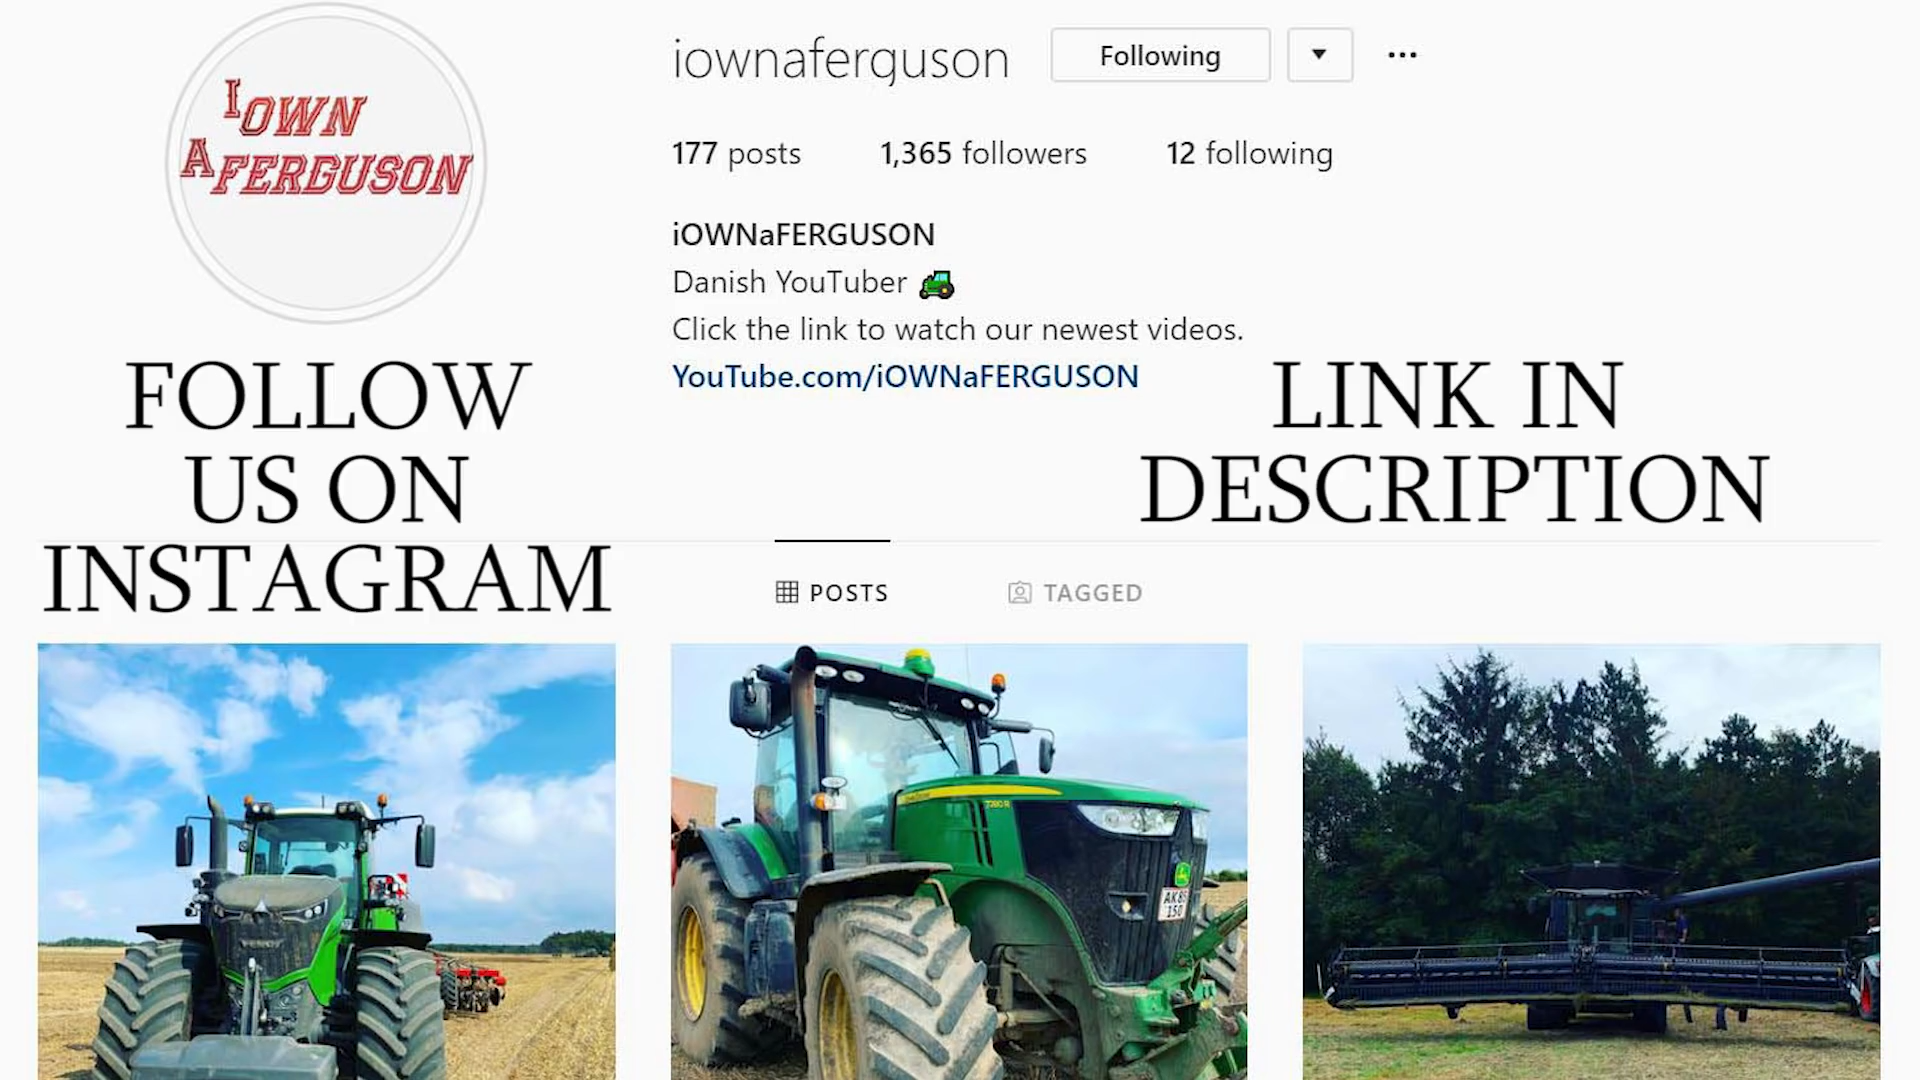 I OWN
A FERGUSON
iownaferguson
Following
177 posts
1,365 followers
12 following
iOWNaFERGUSON
Danish YouTuber
Click the link to watch our newest videos.
YouTube.com/iOWNaFERGUSON
FOLLOW
US ON
INSTAGRAM
LINK IN
DESCRIPTION
POSTS
TAGGED